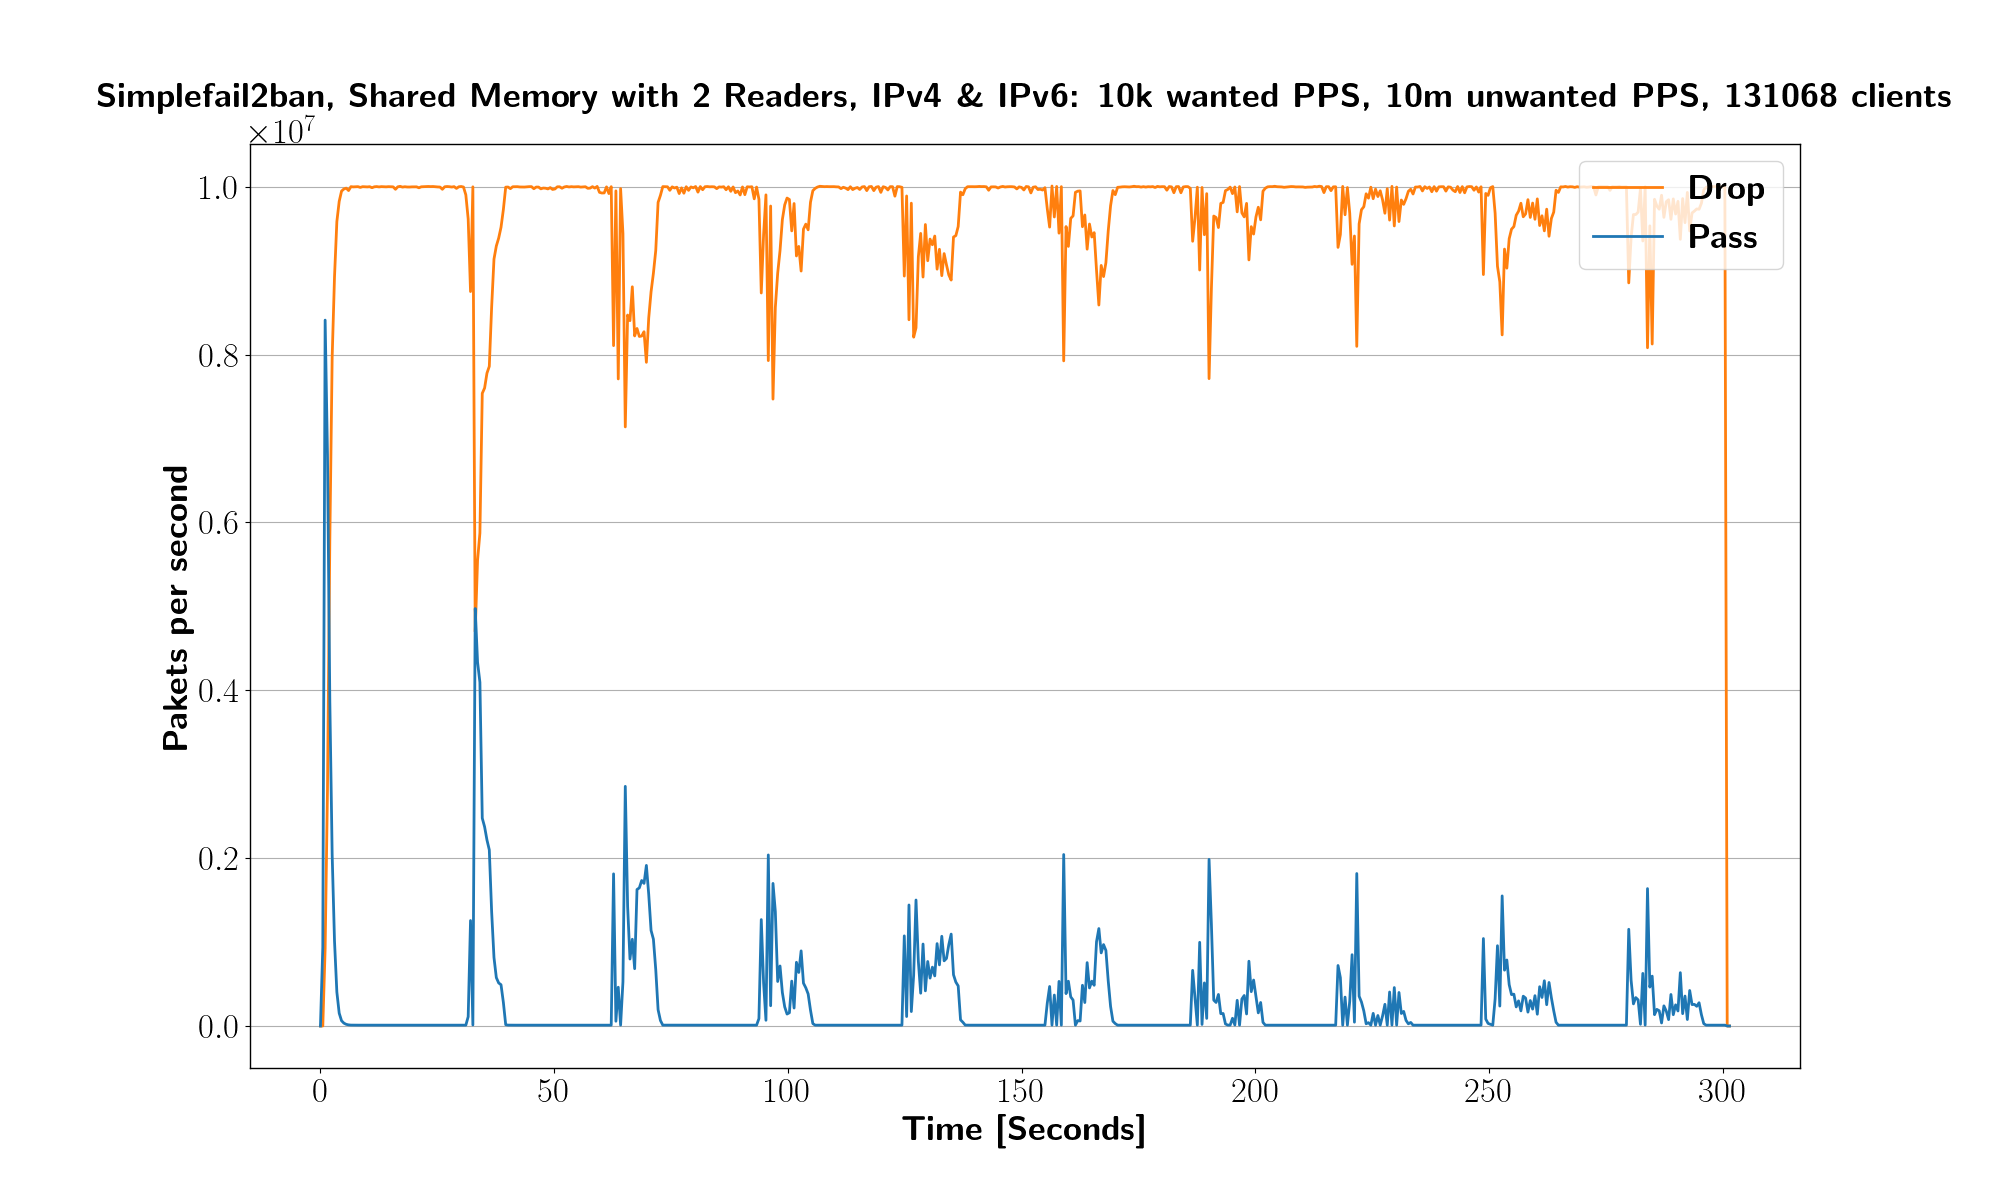 Simplefail2ban, Shared Memory with 2 Readers, IPv4 & IPv6: 10k wanted PPS, 10m unwanted PPS, 131068 clients
×10⁷
Drop
Pass
1.0
0.8
0.6
0.4
0.2
0.0
Pakets per second
0 50 100 150 200 250 300
Time [Seconds]